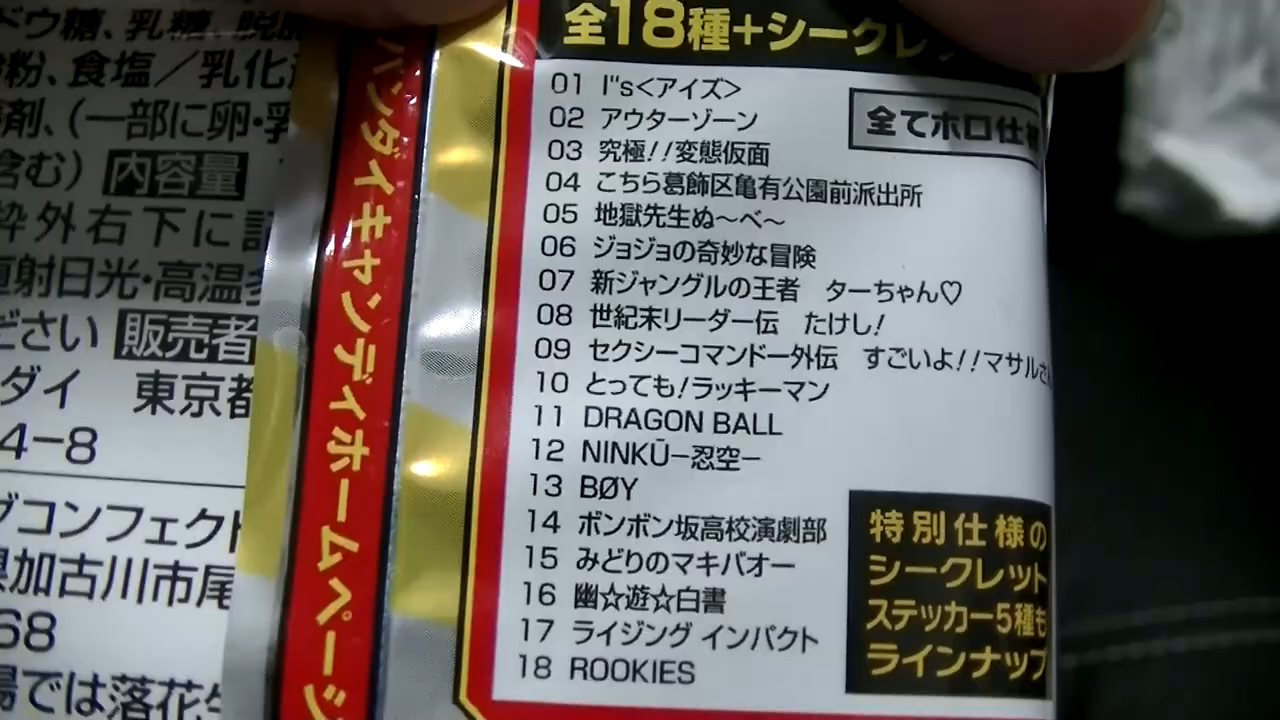 ドウ糖、乳糖、脱脂
粉、食塩／乳化
剤、（一部に卵・乳
含む） 内容量
枠外右下に記
直射日光・高温多
ださい 販売者
ダイ 東京都
4-8
グコンフェクト
県加古川市尾
68
場では落花生
バンダイキャンディホームページ
全18種+シークレ
01 I"s<アイズ>
02 アウターゾーン
03 究極!!変態仮面
04 こちら葛飾区亀有公園前派出所
05 地獄先生ぬ～べ～
06 ジョジョの奇妙な冒険
07 新ジャングルの王者 ターちゃん♡
08 世紀末リーダー伝 たけし!
09 セクシーコマンドー外伝 すごいよ!!マサルさん
10 とっても!ラッキーマン
11 DRAGON BALL
12 NINKŪ－忍空－
13 BØY
14 ボンボン坂高校演劇部
15 みどりのマキバオー
16 幽☆遊☆白書
17 ライジング インパクト
18 ROOKIES
全てホロ仕様
特別仕様の
シークレット
ステッカー5種も
ラインナップ